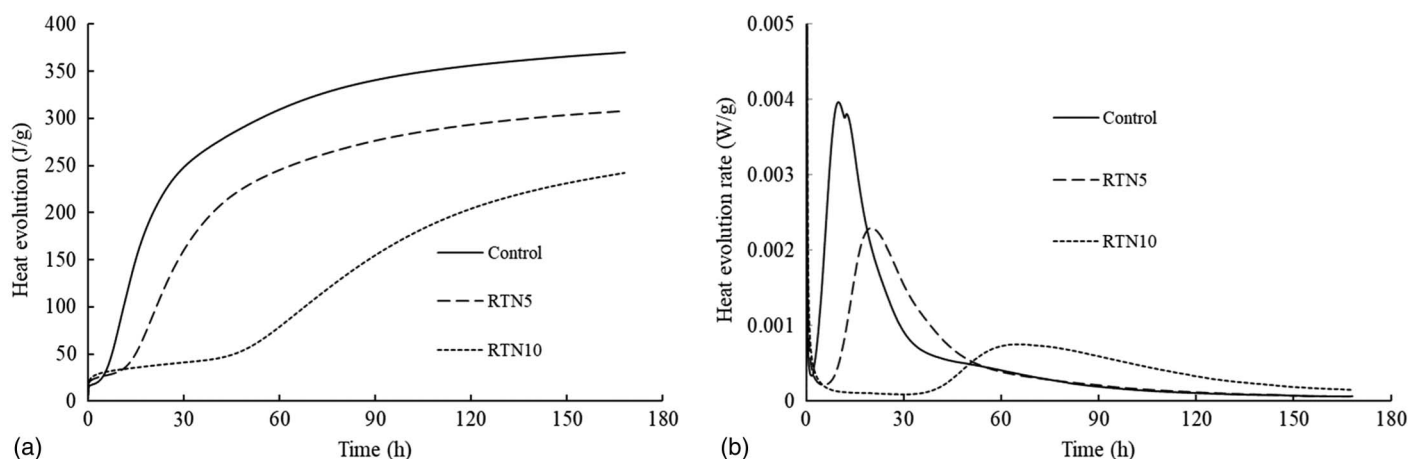 Heat evolution (J/g)
400
350
300
250
200
150
100
50
0
Control
RTN5
RTN10
0 30 60 90 120 150 180
Time (h)
(a)
Heat evolution rate (W/g)
0.005
0.004
0.003
0.002
0.001
0
Control
RTN5
RTN10
0 30 60 90 120 150 180
Time (h)
(b)